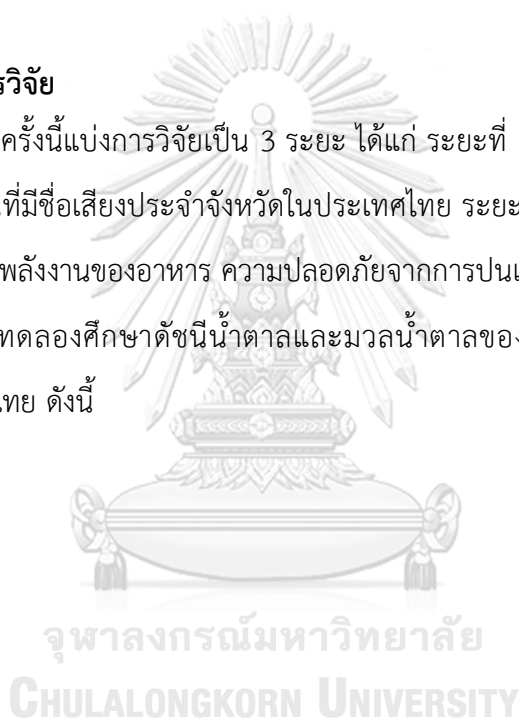 รวิจัย
ครั้งนี้แบ่งการวิจัยเป็น 3 ระยะ ได้แก่ ระยะที่
ที่มีชื่อเสียงประจำจังหวัดในประเทศไทย ระยะ
พลังงานของอาหาร ความปลอดภัยจากการปนเ
ทดลองศึกษาดัชนีน้ำตาลและมวลน้ำตาลของ
ทย ดังนี้
จุฬาลงกรณ์มหาวิทยาลัย
CHULALONGKORN UNIVERSITY